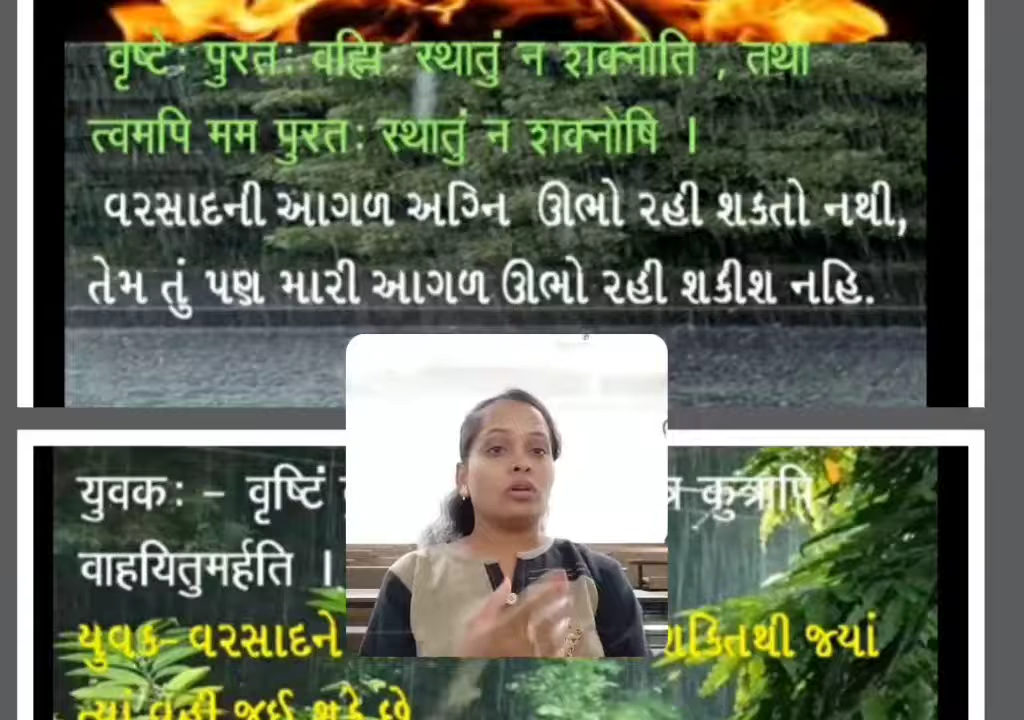 वृष्टेः पुरतः वह्निः स्थातुं न शक्नोति , तथा
त्वमपि मम पुरतः स्थातुं न शक्नोषि ।
વરસાદની આગળ અગ્નિ ઊભો રહી શકતો નથી,
તેમ તું પણ મારી આગળ ઊભો રહી શકીશ નહિ.
युवकः – वृष्टिं कुत्रापि
वाहयितुमर्हति ।
યુવક– વરસાદને જ્યાં